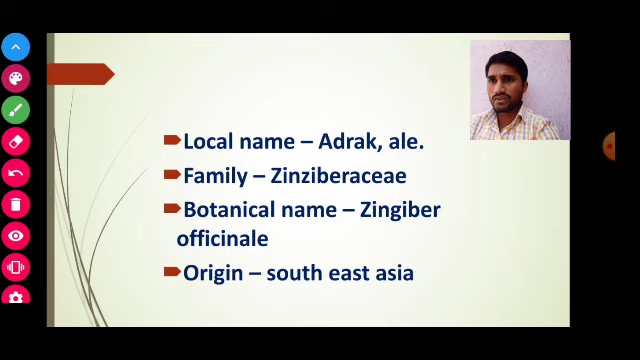 Local name – Adrak, ale.
Family – Zinziberaceae
Botanical name – Zingiber
officinale
Origin – south east asia